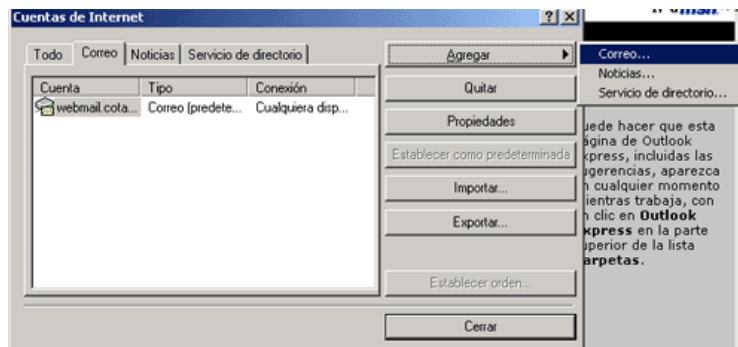 Cuentas de Internet
Todo Correo Noticias Servicio de directorio
Cuenta Tipo Conexión
webmail.cota... Correo (predete... Cualquiera disp...
Agregar
Quitar
Propiedades
Establecer como predeterminada
Importar...
Exportar...
Establecer orden...
Cerrar
msn
Correo...
Noticias...
Servicio de directorio...
uede hacer que esta
ágina de Outlook
xpress, incluidas las
ugerencias, aparezca
n cualquier momento
ientras trabaja, con
n clic en Outlook
xpress en la parte
uperior de la lista
arpetas.